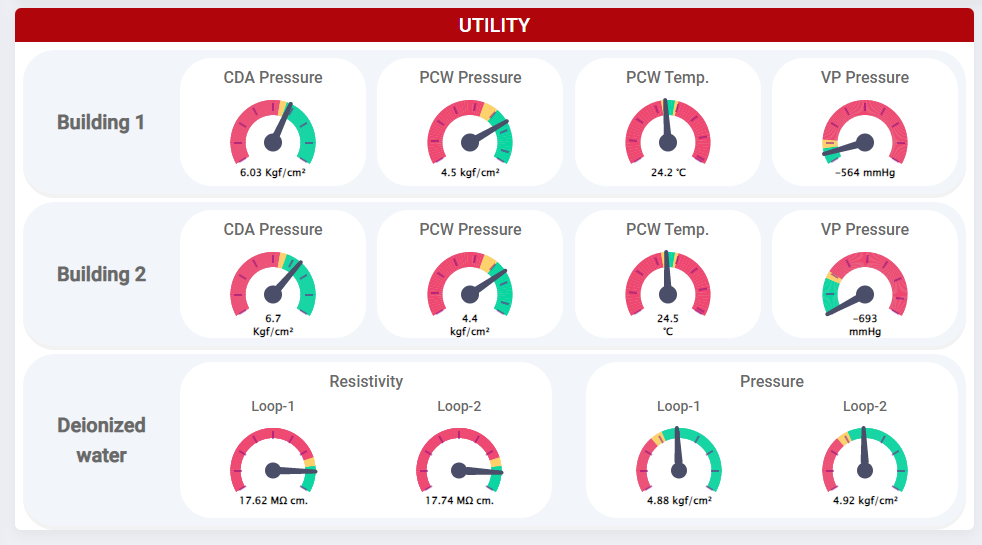 UTILITY
Building 1
CDA Pressure
6.03 Kgf/cm²
PCW Pressure
4.5 kgf/cm²
PCW Temp.
24.2 ℃
VP Pressure
-564 mmHg
Building 2
CDA Pressure
6.7
Kgf/cm²
PCW Pressure
4.4
kgf/cm²
PCW Temp.
24.5
℃
VP Pressure
-693
mmHg
Deionized
water
Resistivity
Loop-1
17.62 MΩ cm.
Loop-2
17.74 MΩ cm.
Pressure
Loop-1
4.88 kgf/cm²
Loop-2
4.92 kgf/cm²